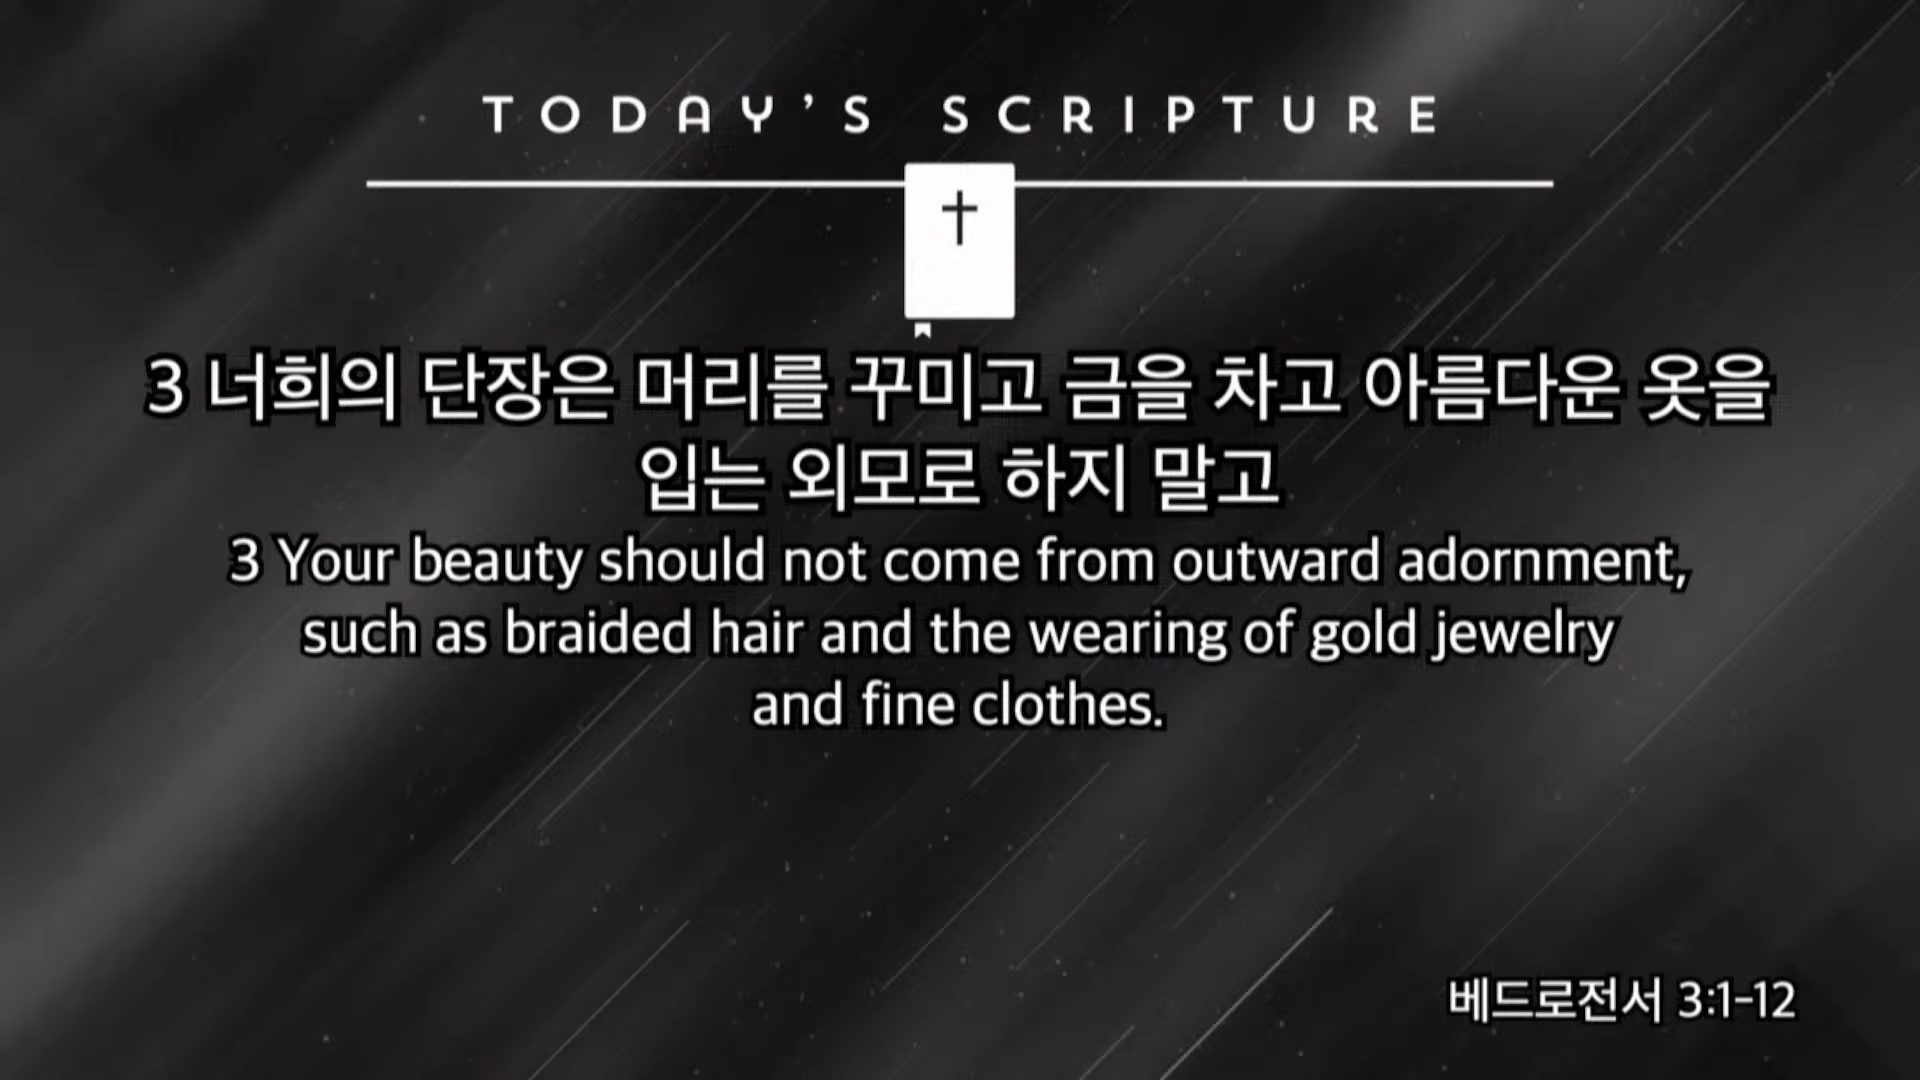 TODAY'S SCRIPTURE
3 너희의 단장은 머리를 꾸미고 금을 차고 아름다운 옷을
입는 외모로 하지 말고
3 Your beauty should not come from outward adornment,
such as braided hair and the wearing of gold jewelry
and fine clothes.
베드로전서 3:1-12